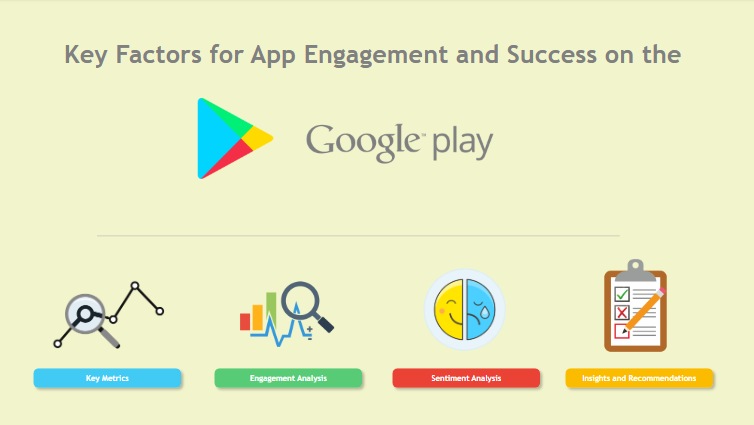 Key Factors for App Engagement and Success on the
Google™ play
Key Metrics
Engagement Analysis
Sentiment Analysis
Insights and Recommendations